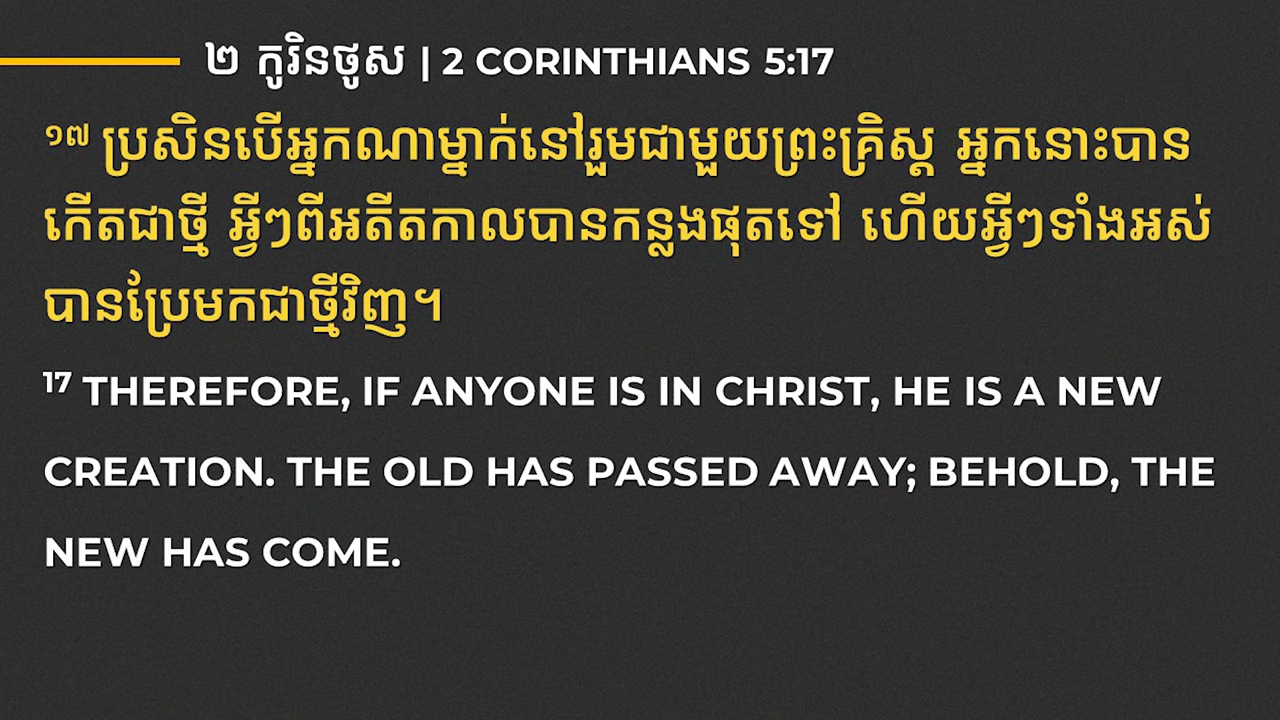 ២ កូរិនថូស | 2 CORINTHIANS 5:17
១៧ ប្រសិនបើអ្នកណាម្នាក់នៅរួមជាមួយព្រះគ្រិស្ត អ្នកនោះបាន
កើតជាថ្មី អ្វីៗពីអតីតកាលបានកន្លងផុតទៅ ហើយអ្វីៗទាំងអស់
បានប្រែមកជាថ្មីវិញ។
17 THEREFORE, IF ANYONE IS IN CHRIST, HE IS A NEW
CREATION. THE OLD HAS PASSED AWAY; BEHOLD, THE
NEW HAS COME.